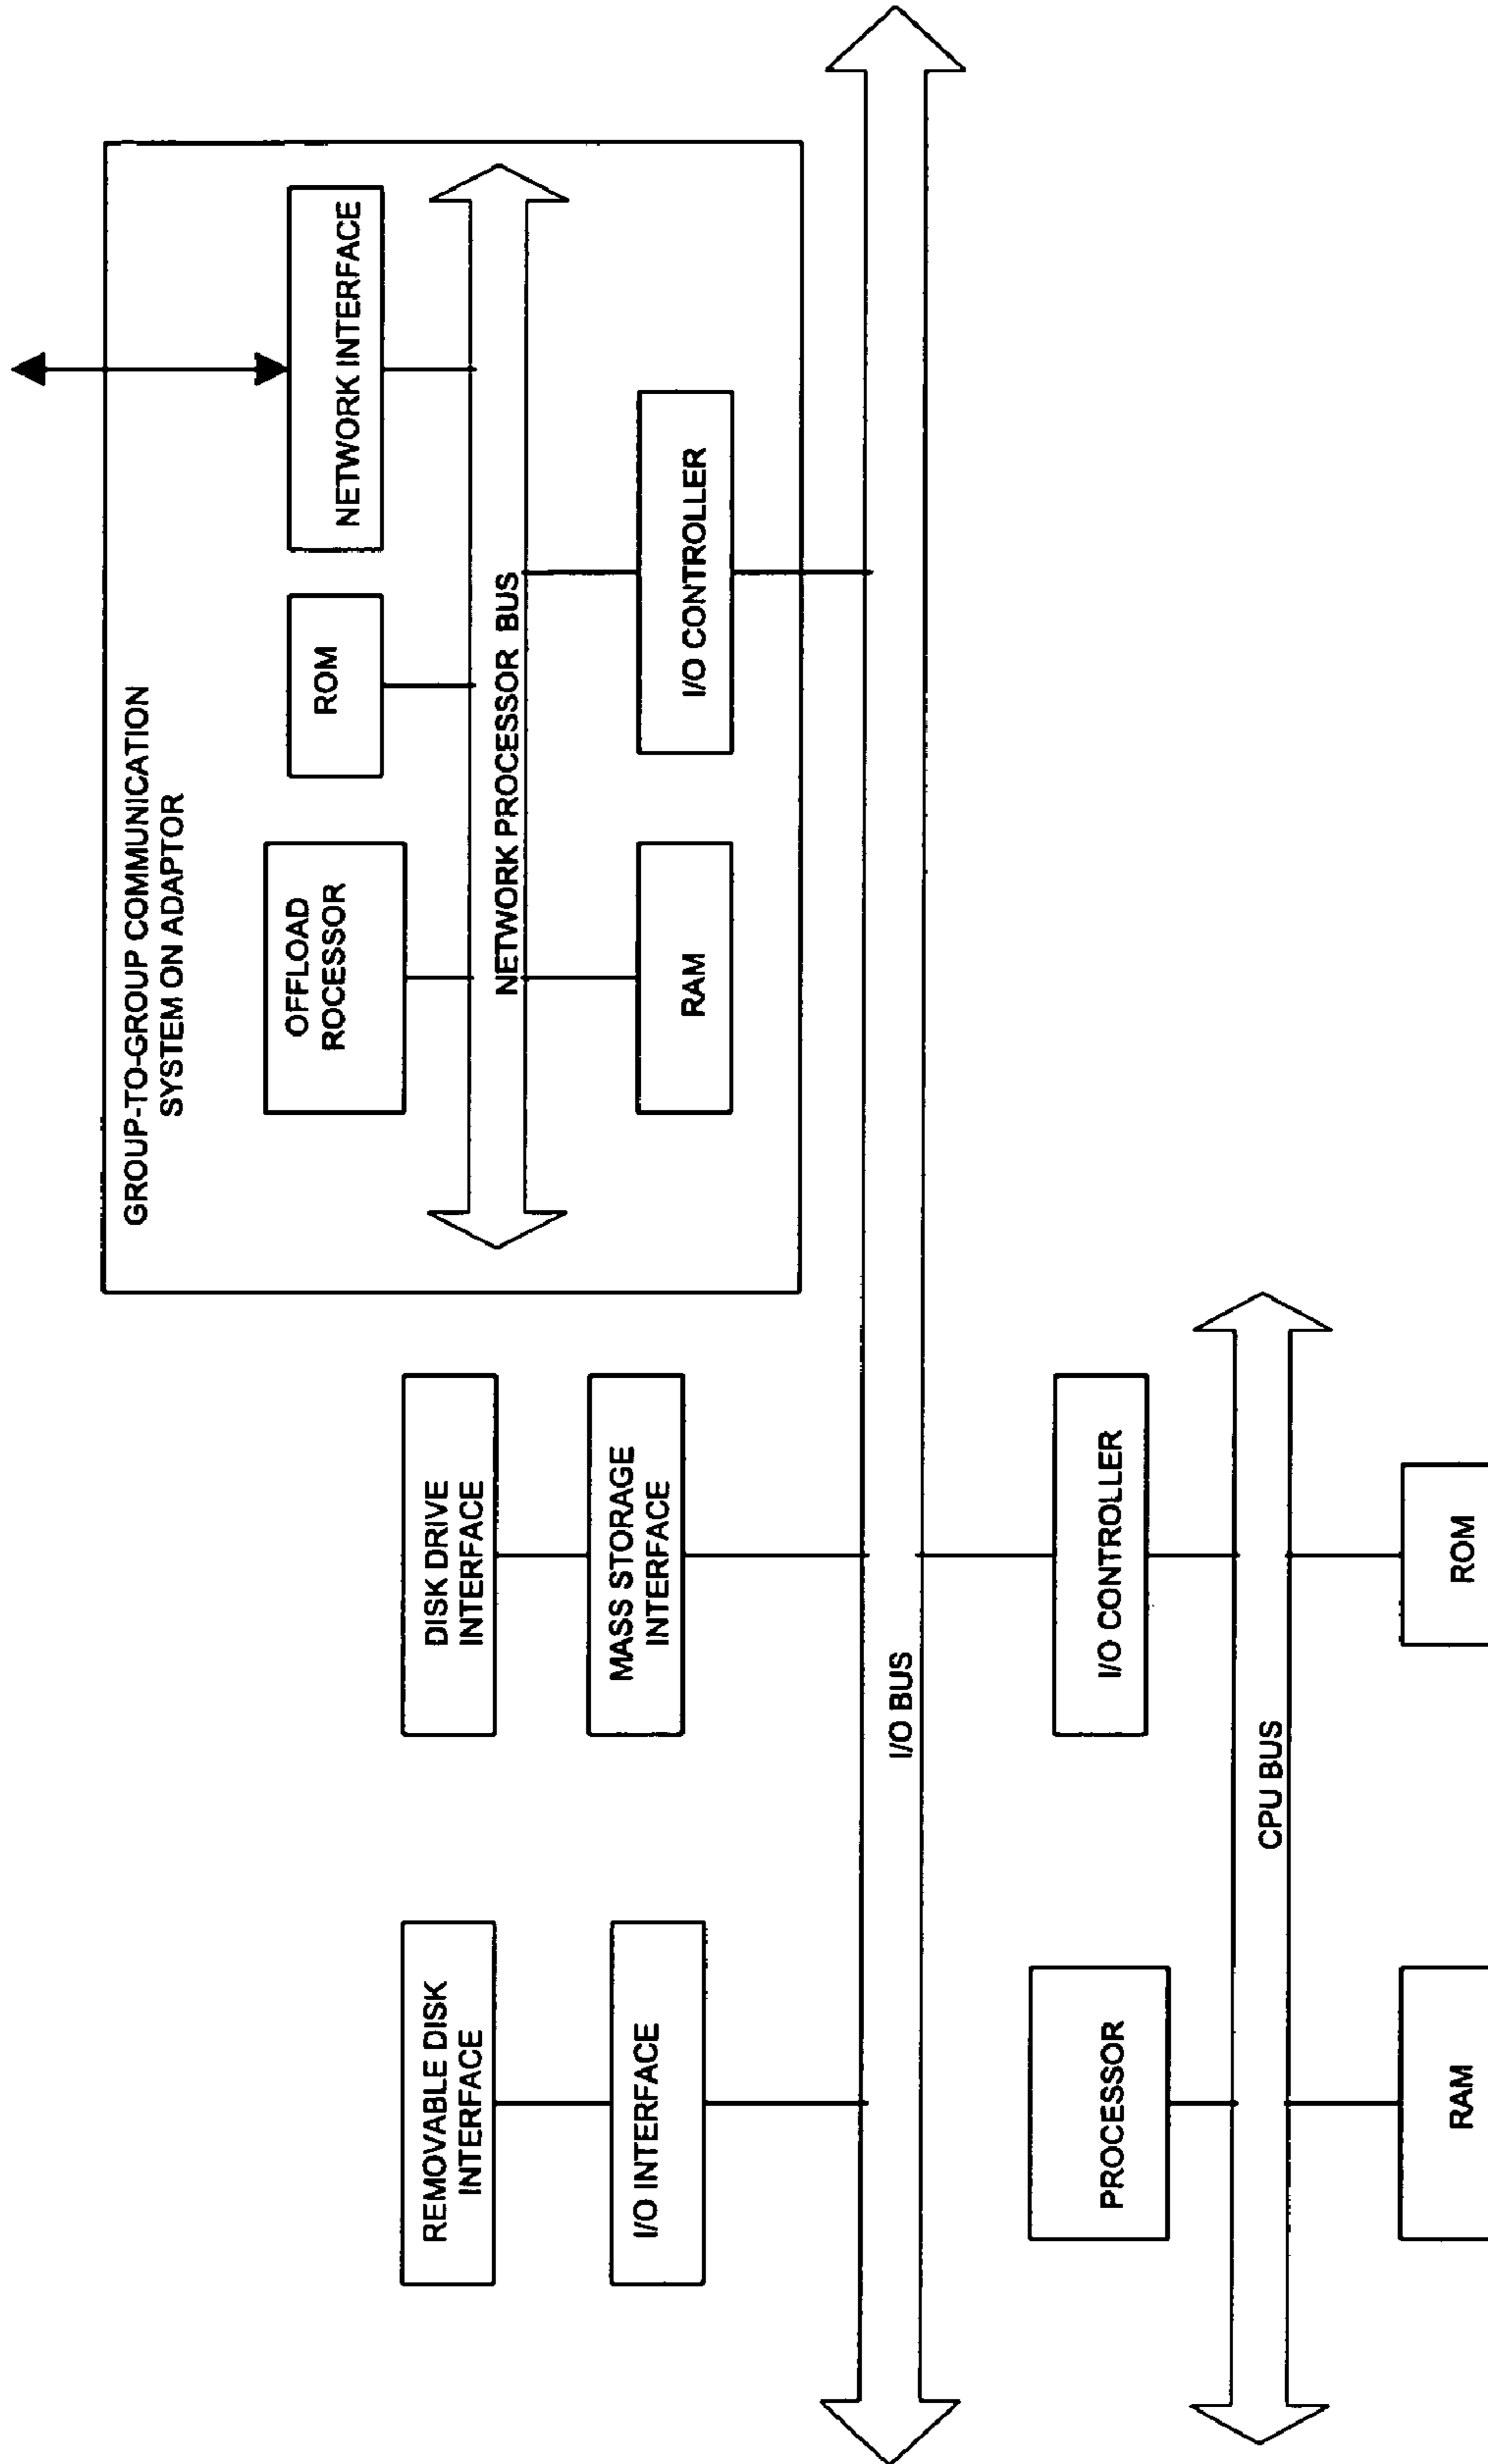 GROUP-TO-GROUP COMMUNICATION
SYSTEM ON ADAPTOR
OFFLOAD
ROCESSOR
ROM
NETWORK INTERFACE
NETWORK PROCESSOR BUS
RAM
I/O CONTROLLER
REMOVABLE DISK
INTERFACE
DISK DRIVE
INTERFACE
I/O INTERFACE
MASS STORAGE
INTERFACE
I/O BUS
PROCESSOR
I/O CONTROLLER
CPU BUS
RAM
ROM